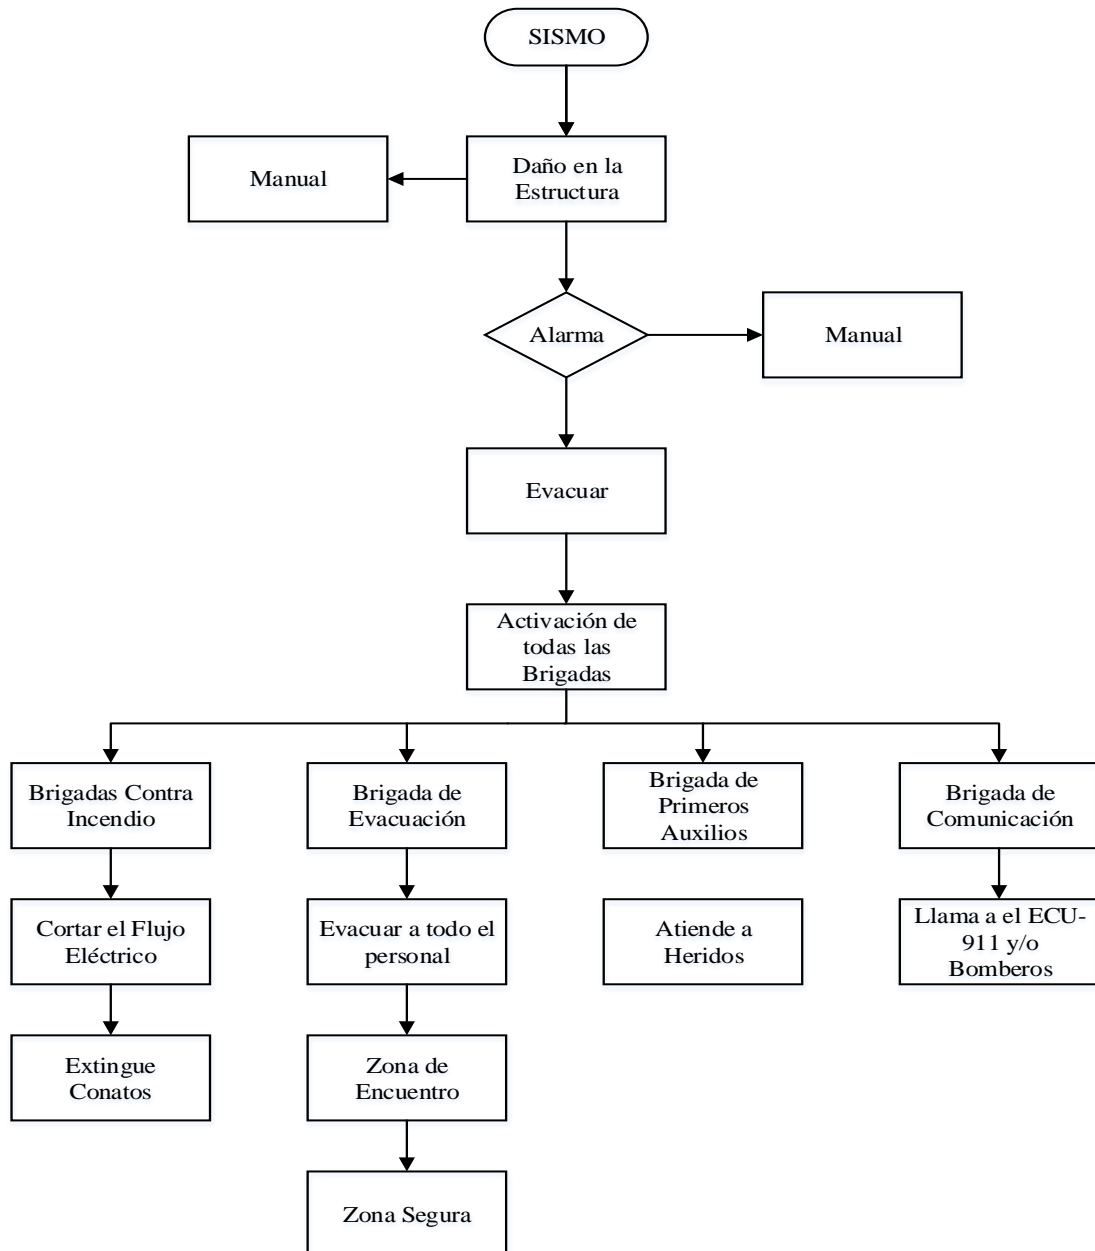 SISMO
Daño en la
Estructura
Manual
Alarma
Manual
Evacuar
Activación de
todas las
Brigadas
Brigadas Contra
Incendio
Brigada de
Evacuación
Brigada de
Primeros
Auxilios
Brigada de
Comunicación
Cortar el Flujo
Eléctrico
Evacuar a todo el
personal
Atiende a
Heridos
Llama a el ECU-
911 y/o
Bomberos
Extingue
Conatos
Zona de
Encuentro
Zona Segura